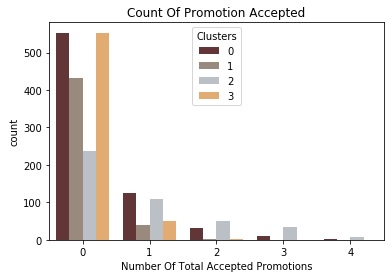 Count Of Promotion Accepted
Clusters
0
1
2
3
500
400
300
200
100
0
count
0 1 2 3 4
Number Of Total Accepted Promotions